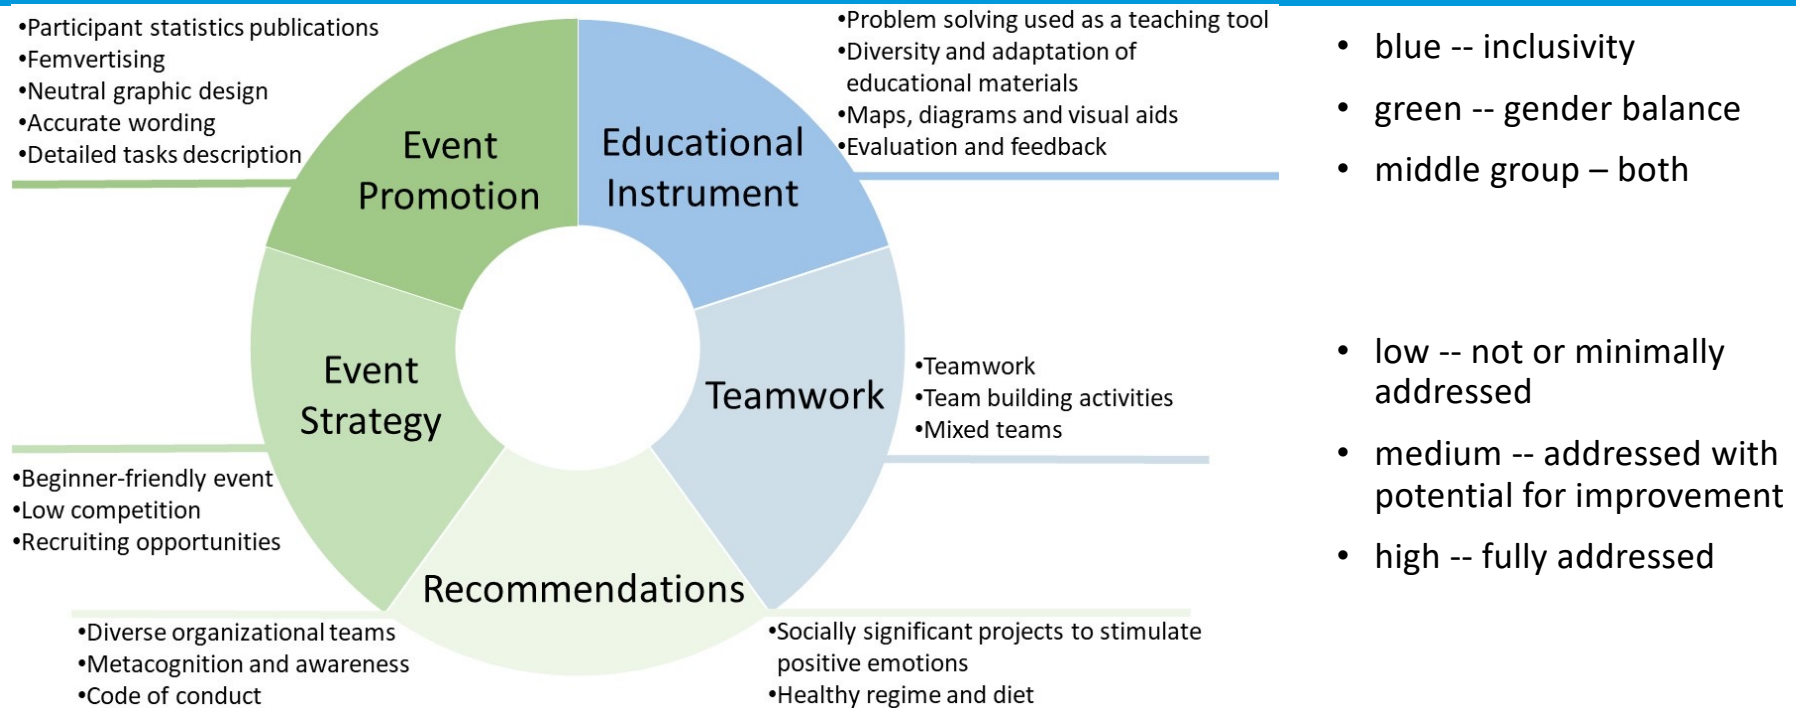 •Participant statistics publications
•Femvertising
•Neutral graphic design
•Accurate wording
•Detailed tasks description
Event
Promotion
•Problem solving used as a teaching tool
•Diversity and adaptation of
educational materials
•Maps, diagrams and visual aids
•Evaluation and feedback
Educational
Instrument
Event
Strategy
•Beginner-friendly event
•Low competition
•Recruiting opportunities
Teamwork
•Teamwork
•Team building activities
•Mixed teams
Recommendations
•Diverse organizational teams
•Metacognition and awareness
•Code of conduct
•Socially significant projects to stimulate
positive emotions
•Healthy regime and diet
• blue -- inclusivity
• green -- gender balance
• middle group – both
• low -- not or minimally
addressed
• medium -- addressed with
potential for improvement
• high -- fully addressed